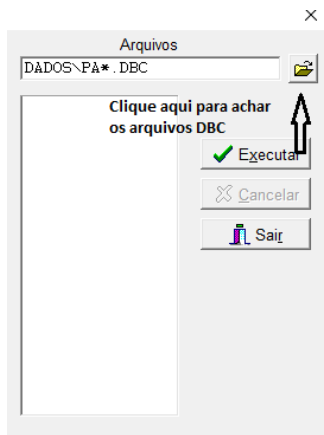 Arquivos
DADOS\PA*.DBC
Clique aqui para achar
os arquivos DBC
Executar
Cancelar
Sair